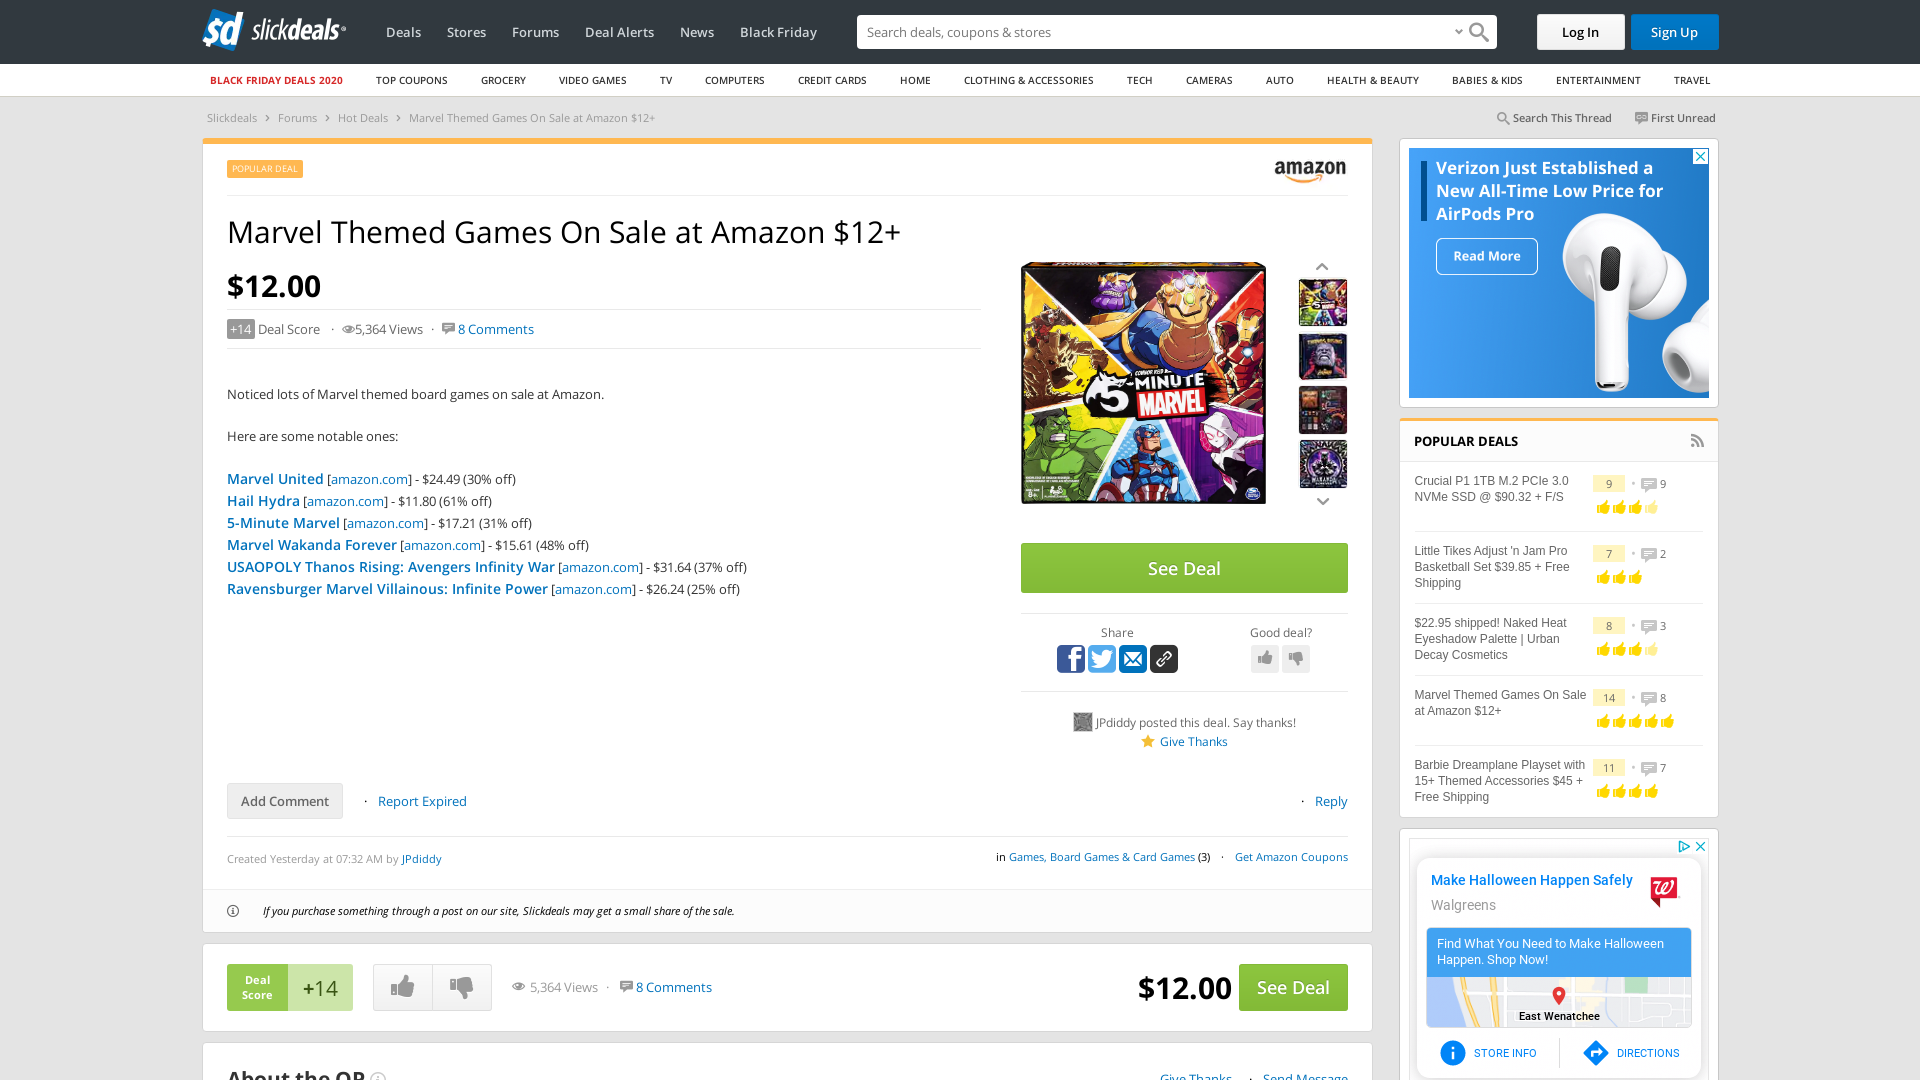 slickdeals
Deals Stores Forums Deal Alerts News Black Friday
Search deals, coupons & shopping
Log In Sign Up
BLACK FRIDAY DEALS 2020 TOP COUPONS GROCERY VIDEO GAMES TV COMPUTERS CREDIT CARDS HOME CLOTHING & ACCESSORIES TECH CAMERAS AUTO HEALTH & BEAUTY BABIES & KIDS ENTERTAINMENT TRAVEL
Slickdeals › Forums › Hot Deals › Marvel Themed Games On Sale at Amazon $12+
Search This Thread First Unread
POPULAR DEAL
amazon
Marvel Themed Games On Sale at Amazon $12+
$12.00
+14 Deal Score · 5,364 Views · 8 Comments
Noticed lots of Marvel themed board games on sale at Amazon.
Here are some notable ones:
Marvel United [amazon.com] - $24.49 (30% off)
Hail Hydra [amazon.com] - $11.80 (61% off)
5-Minute Marvel [amazon.com] - $17.21 (31% off)
Marvel Wakanda Forever [amazon.com] - $15.61 (48% off)
USAOPOLY Thanos Rising: Avengers Infinity War [amazon.com] - $31.64 (37% off)
Ravensburger Marvel Villainous: Infinite Power [amazon.com] - $26.24 (25% off)
5
MINUTE
MARVEL
See Deal
Share Good deal?
JPdiddy posted this deal. Say thanks!
Give Thanks
Add Comment · Report Expired · Reply
Created Yesterday at 07:32 AM by JPdiddy
in Games, Board Games & Card Games (3) · Get Amazon Coupons
If you purchase something through a post on our site, Slickdeals may get a small share of the sale.
Deal
Score
+14
5,364 Views · 8 Comments
$12.00 See Deal
About the OP
Give Thanks · Send Message
Verizon Just Established a
New All-Time Low Price for
AirPods Pro
Read More
POPULAR DEALS
Crucial P1 1TB M.2 PCIe 3.0
NVMe SSD @ $90.32 + F/S
9 • 9
Little Tikes Adjust 'n Jam Pro
Basketball Set $39.85 + Free
Shipping
7 • 2
$22.95 shipped! Naked Heat
Eyeshadow Palette | Urban
Decay Cosmetics
8 • 3
Marvel Themed Games On Sale
at Amazon $12+
14 • 8
Barbie Dreamplane Playset with
15+ Themed Accessories $45 +
Free Shipping
11 • 7
Make Halloween Happen Safely
Walgreens
Find What You Need to Make Halloween
Happen. Shop Now!
East Wenatchee
STORE INFO DIRECTIONS